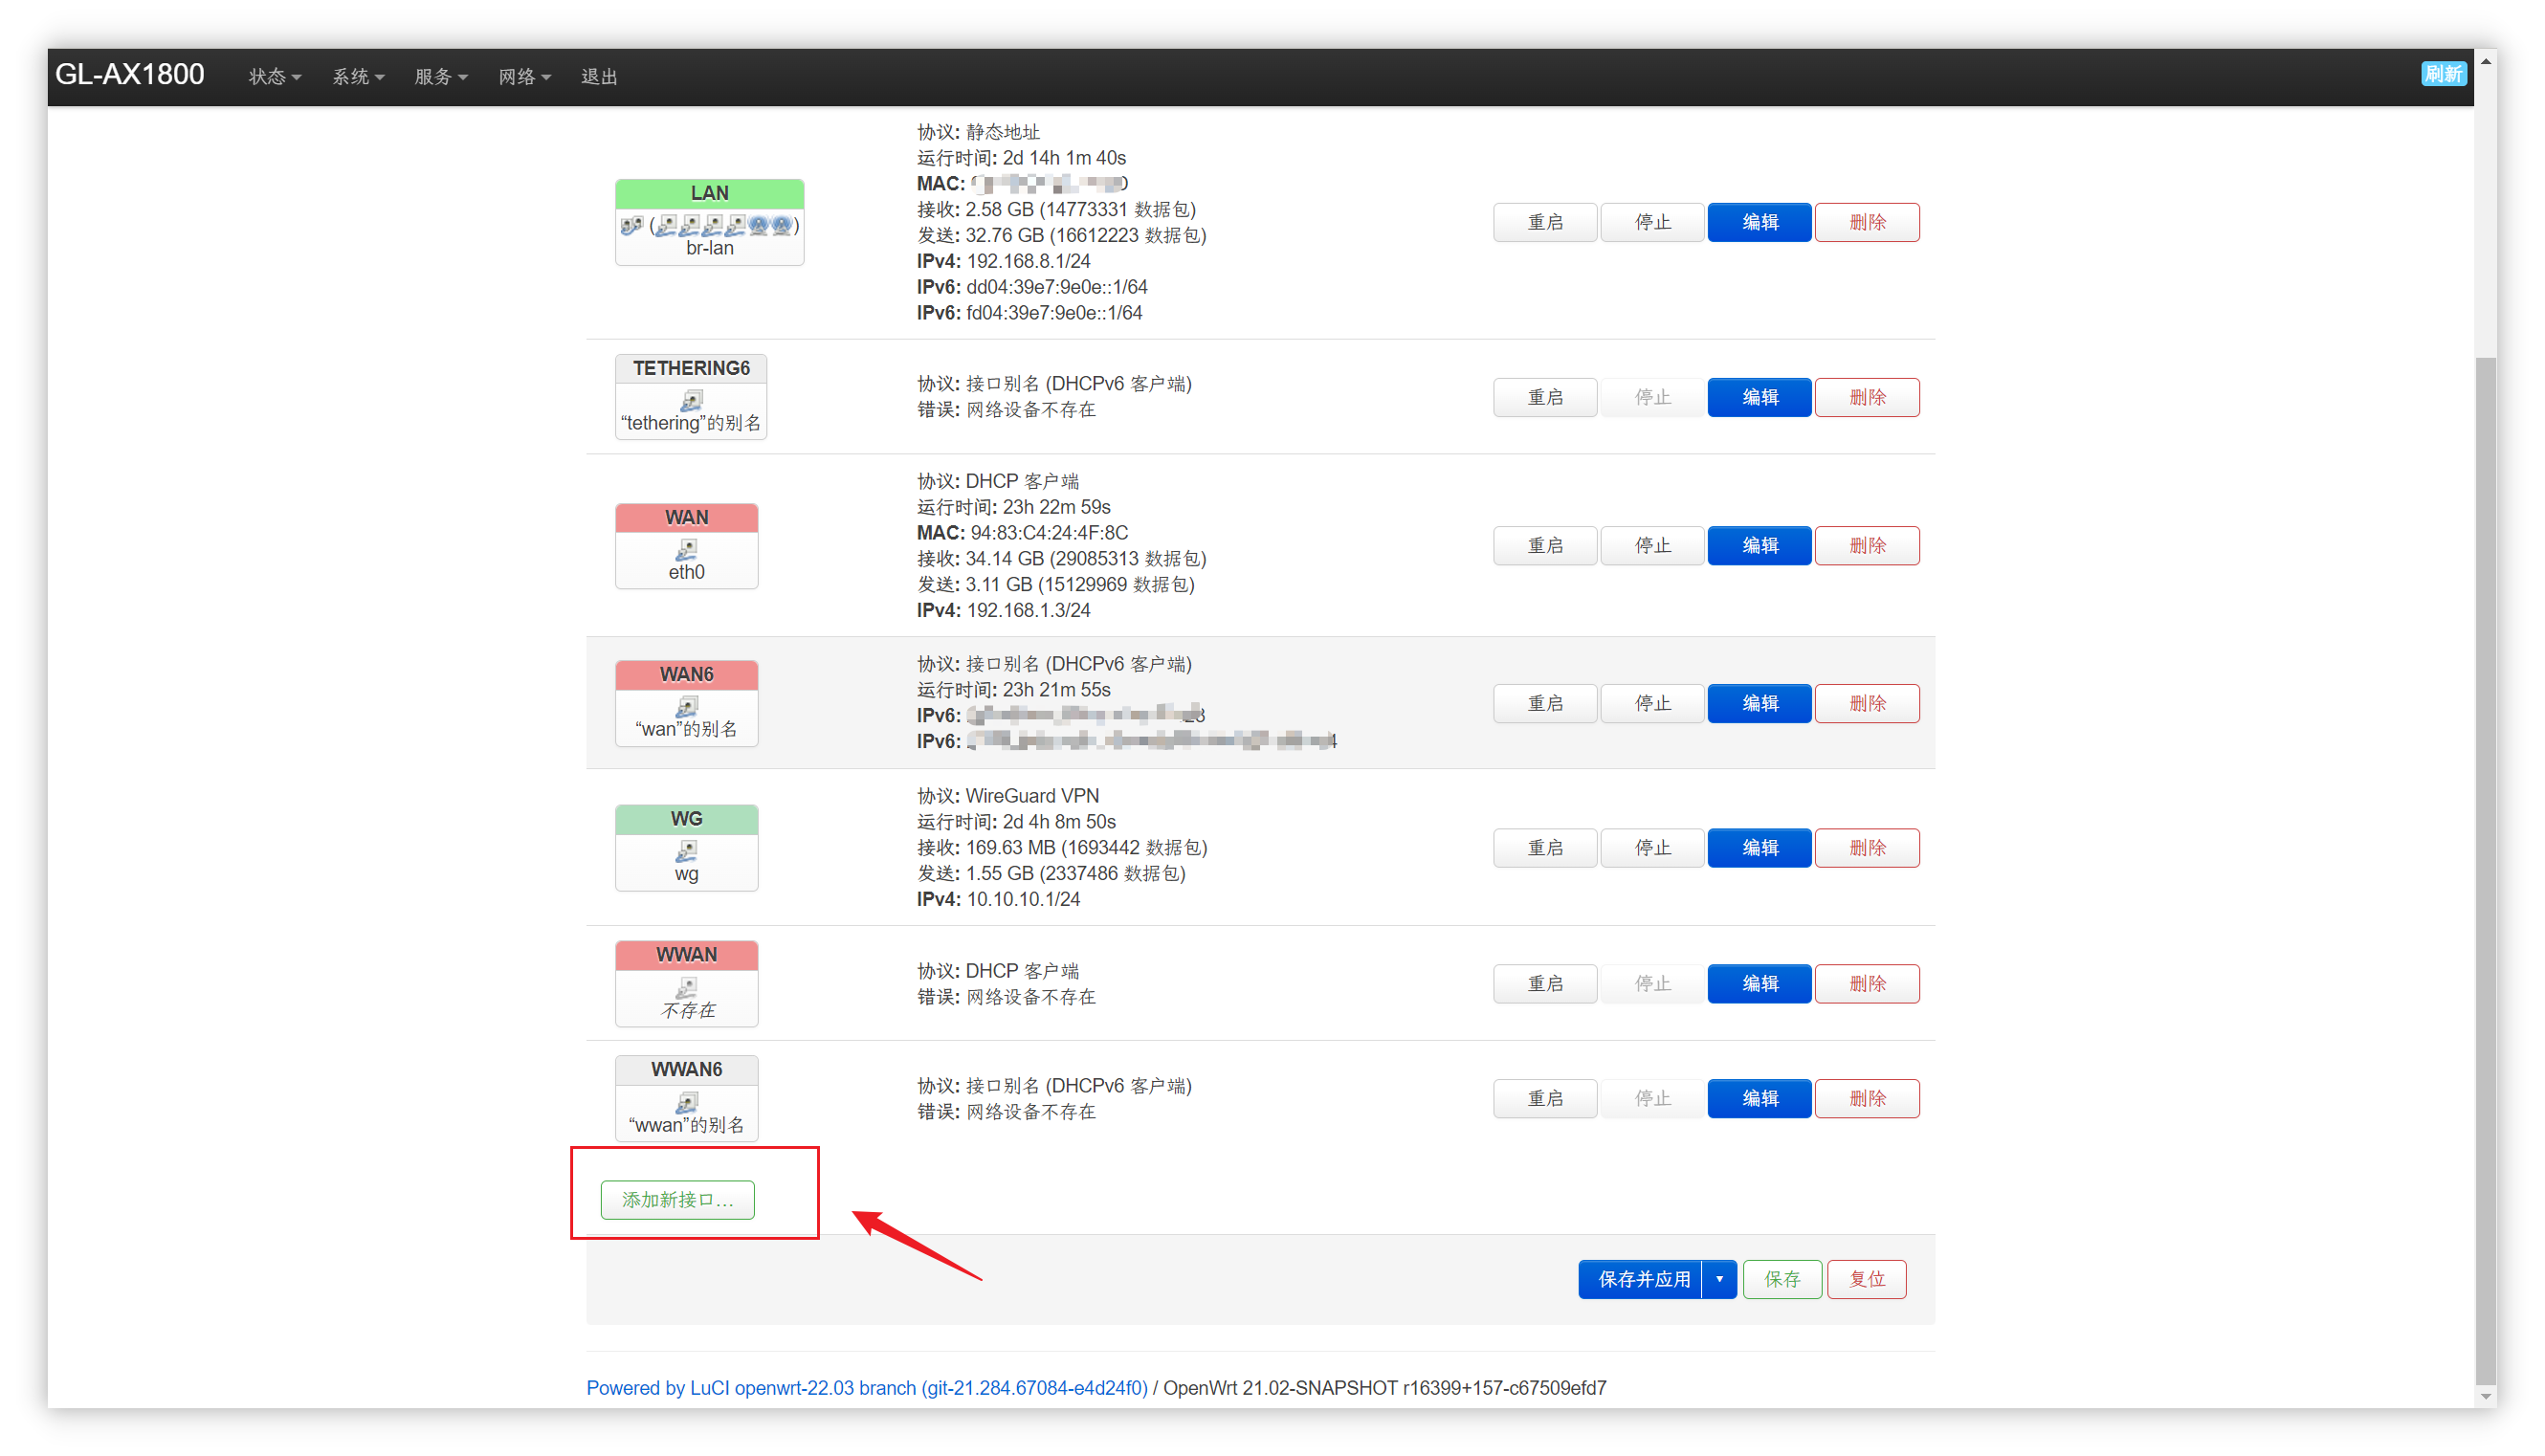 GL-AX1800 状态 系统 服务 网络 退出 刷新
LAN
br-lan
协议: 静态地址
运行时间: 2d 14h 1m 40s
MAC:
接收: 2.58 GB (14773331 数据包)
发送: 32.76 GB (16612223 数据包)
IPv4: 192.168.8.1/24
IPv6: dd04:39e7:9e0e::1/64
IPv6: fd04:39e7:9e0e::1/64
重启 停止 编辑 删除
TETHERING6
“tethering”的别名
协议: 接口别名 (DHCPv6 客户端)
错误: 网络设备不存在
重启 停止 编辑 删除
WAN
eth0
协议: DHCP 客户端
运行时间: 23h 22m 59s
MAC: 94:83:C4:24:4F:8C
接收: 34.14 GB (29085313 数据包)
发送: 3.11 GB (15129969 数据包)
IPv4: 192.168.1.3/24
重启 停止 编辑 删除
WAN6
“wan”的别名
协议: 接口别名 (DHCPv6 客户端)
运行时间: 23h 21m 55s
IPv6:
IPv6:
重启 停止 编辑 删除
WG
wg
协议: WireGuard VPN
运行时间: 2d 4h 8m 50s
接收: 169.63 MB (1693442 数据包)
发送: 1.55 GB (2337486 数据包)
IPv4: 10.10.10.1/24
重启 停止 编辑 删除
WWAN
不存在
协议: DHCP 客户端
错误: 网络设备不存在
重启 停止 编辑 删除
WWAN6
“wwan”的别名
协议: 接口别名 (DHCPv6 客户端)
错误: 网络设备不存在
重启 停止 编辑 删除
添加新接口...
保存并应用 保存 复位
Powered by LuCI openwrt-22.03 branch (git-21.284.67084-e4d24f0) / OpenWrt 21.02-SNAPSHOT r16399+157-c67509efd7